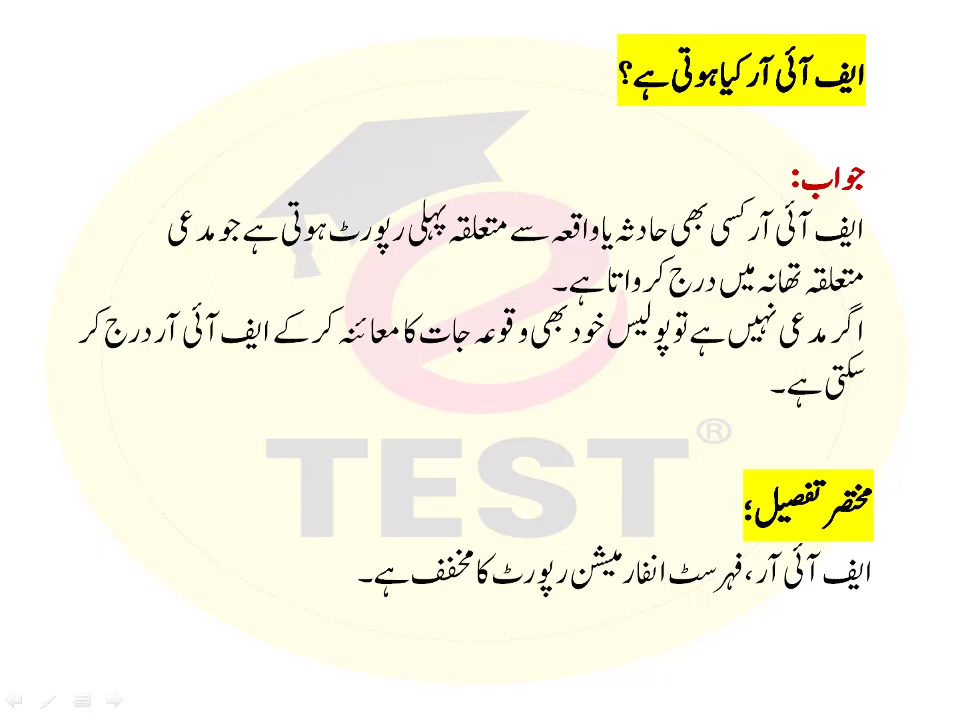 ایف آئی آر کیا ہوتی ہے؟
جواب:
ایف آئی آر کسی بھی حادثہ یا واقعہ سے متعلقہ پہلی رپورٹ ہوتی ہے جو مدعی
متعلقہ تھانہ میں درج کرواتا ہے۔
اگر مدعی نہیں ہے تو پولیس خود بھی وقوعہ جات کا معائنہ کر کے ایف آئی آر درج کر
سکتی ہے۔
e
TEST®
مختصر تفصیل؛
ایف آئی آر، فہرسٹ انفارمیشن رپورٹ کا مخفف ہے۔